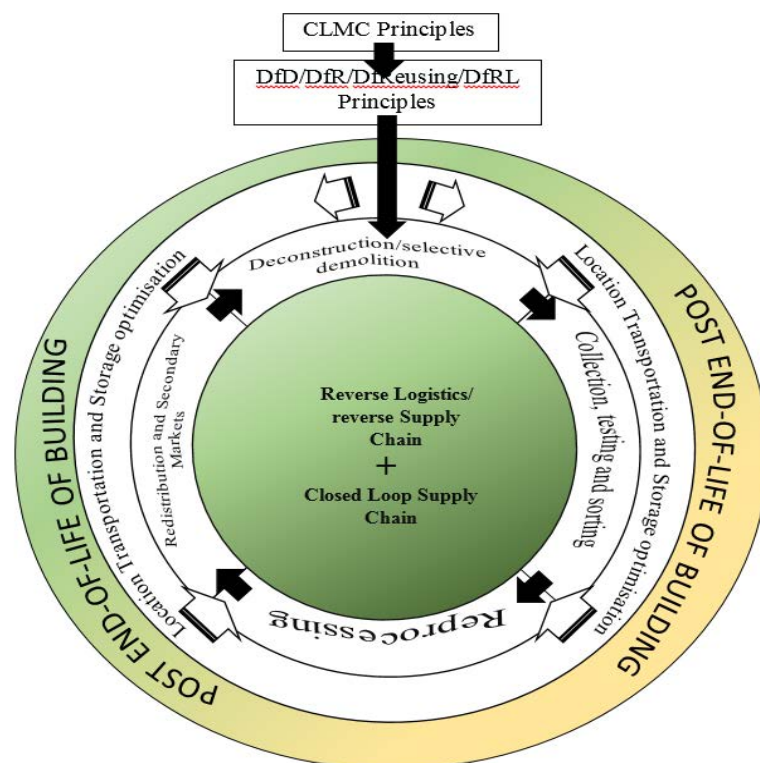 CLMC Principles
DfD/DfR/DfReusing/DfRL
Principles
Deconstruction/selective
demolition
Location Transportation and Storage optimisation
Location Transportation and Storage optimisation
POST END-OF-LIFE OF BUILDING
POST END-OF-LIFE OF BUILDING
Redistribution and Secondary
Markets
Collection, testing and sorting
Reverse Logistics/
reverse Supply
Chain
+
Closed Loop Supply
Chain
Reprocessing